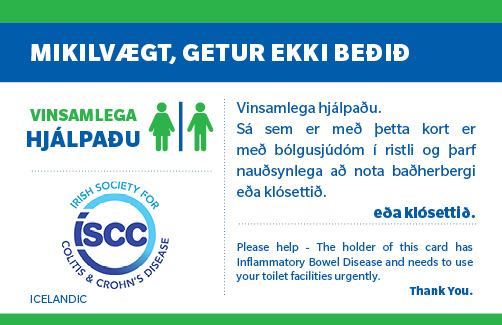 MIKILVÆGT, GETUR EKKI BEÐIÐ
VINSAMLEGA
HJÁLPAÐU
IRISH SOCIETY FOR
iscc
COLITIS & CROHN'S DISEASE
ICELANDIC
Vinsamlega hjálpaðu.
Sá sem er með þetta kort er
með bólgusjúdóm í ristli og þarf
nauðsynlega að nota baðherbergi
eða klósettið.
eða klósettið.
Please help - The holder of this card has
Inflammatory Bowel Disease and needs to use
your toilet facilities urgently.
Thank You.